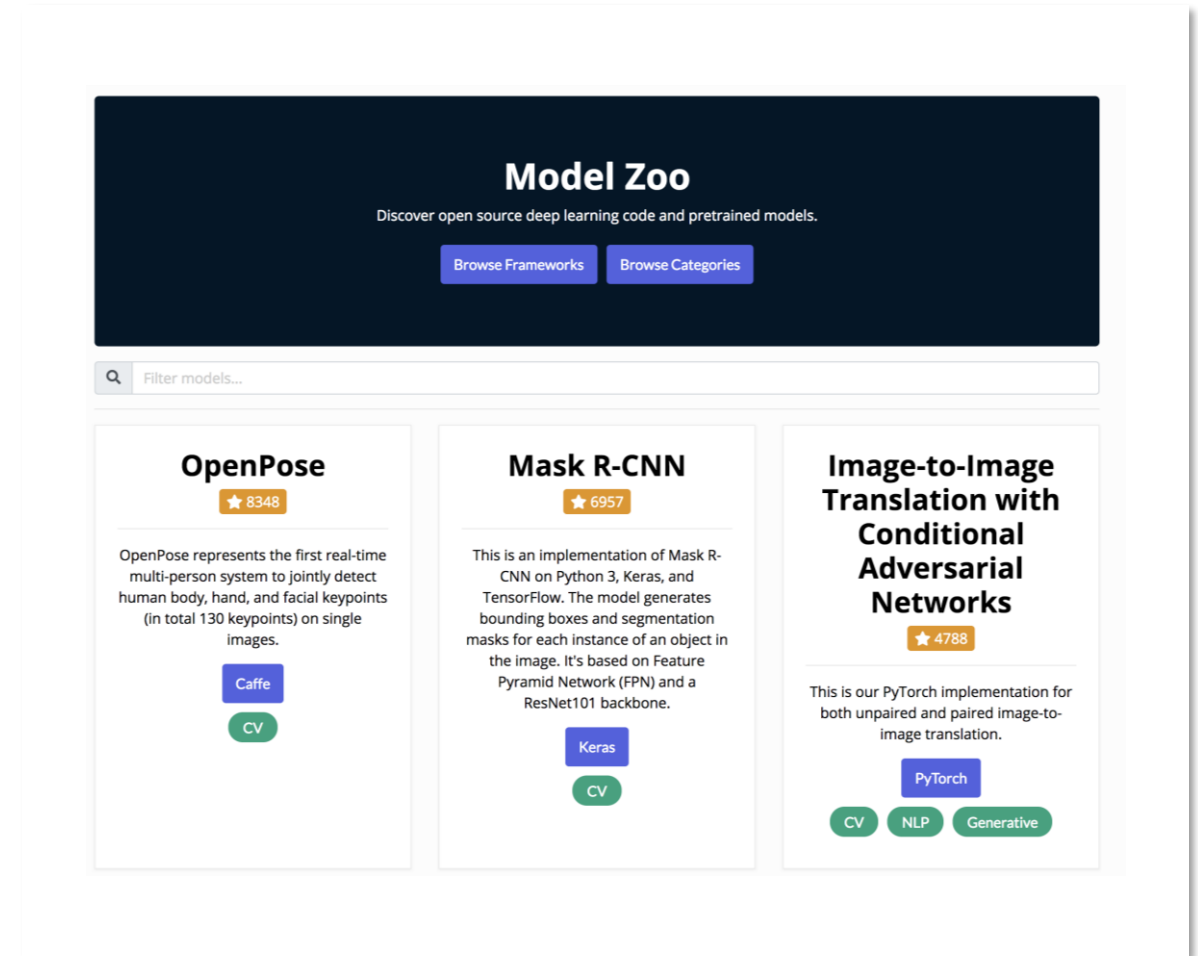 Model Zoo
Discover open source deep learning code and pretrained models.
Browse Frameworks
Browse Categories
Filter models...
OpenPose
8348
OpenPose represents the first real-time
multi-person system to jointly detect
human body, hand, and facial keypoints
(in total 130 keypoints) on single
images.
Caffe
CV
Mask R-CNN
6957
This is an implementation of Mask R-
CNN on Python 3, Keras, and
TensorFlow. The model generates
bounding boxes and segmentation
masks for each instance of an object in
the image. It's based on Feature
Pyramid Network (FPN) and a
ResNet101 backbone.
Keras
CV
Image-to-Image
Translation with
Conditional
Adversarial
Networks
4788
This is our PyTorch implementation for
both unpaired and paired image-to-
image translation.
PyTorch
CV NLP Generative